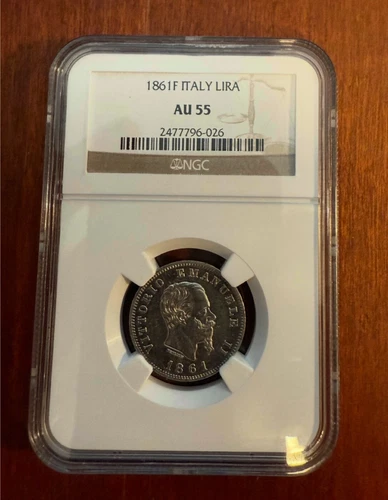 1861F ITALY LIRA
AU 55
2477796-026
NGC
VITTORIO EMANUELE II
1861